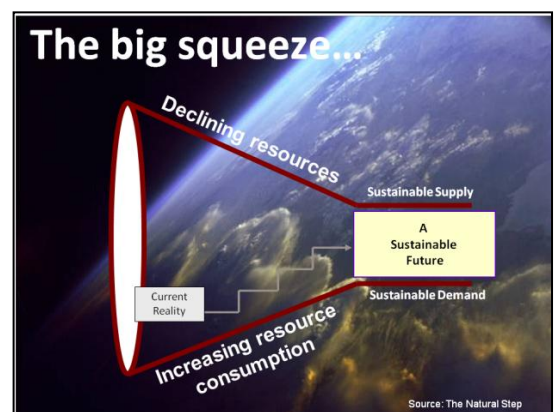 The big squeeze...
Declining resources
Sustainable Supply
A
Sustainable
Future
Current
Reality
Sustainable Demand
Increasing resource
consumption
Source: The Natural Step